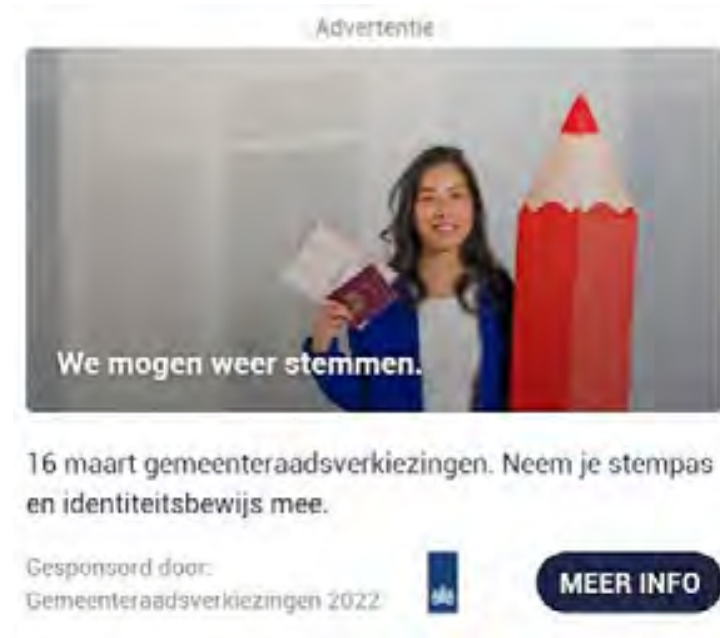 Advertentie
We mogen weer stemmen.
16 maart gemeenteraadsverkiezingen. Neem je stempas
en identiteitsbewijs mee.
Gesponsord door:
Gemeenteraadsverkiezingen 2022
MEER INFO